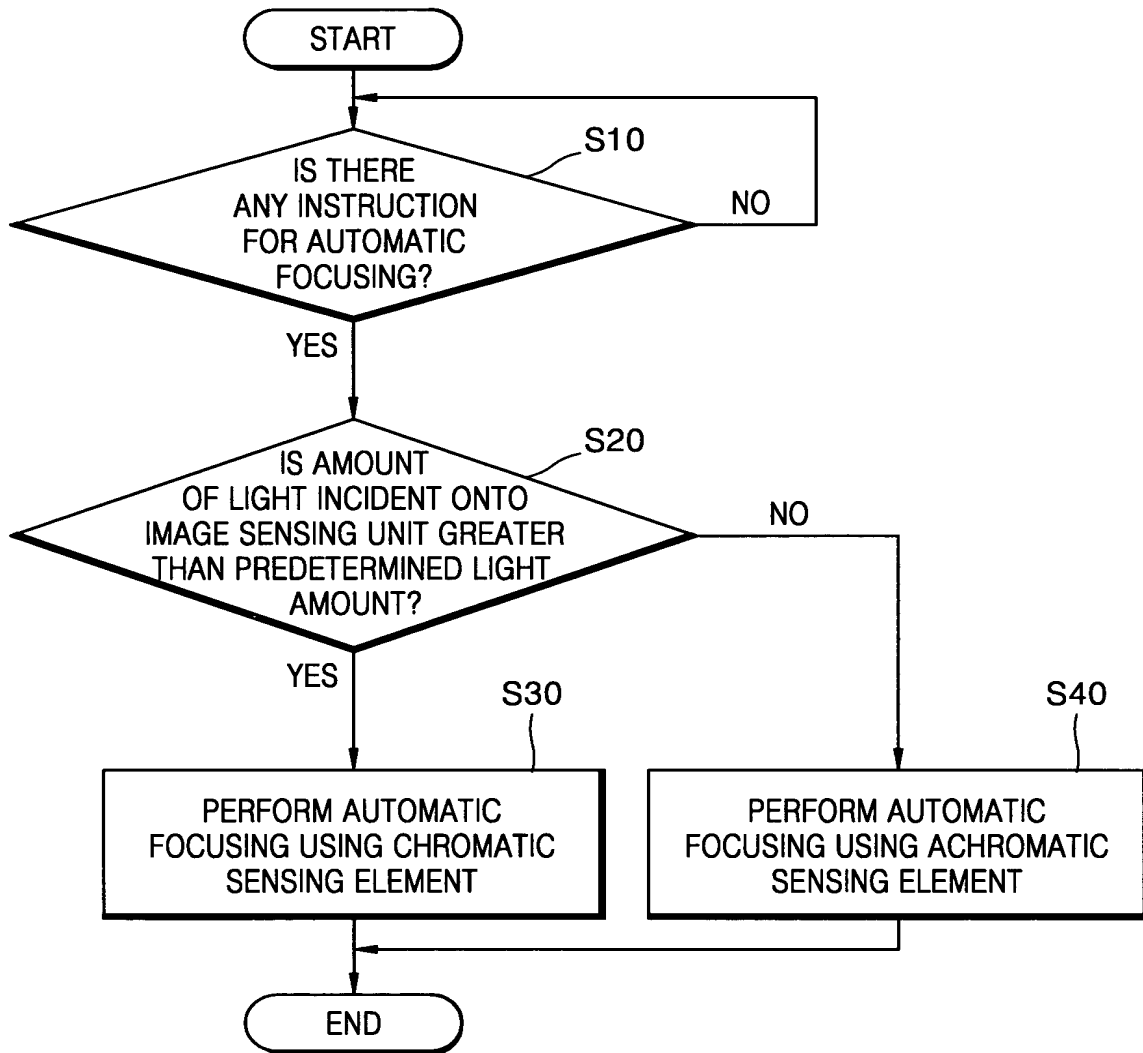 START
S10
IS THERE
ANY INSTRUCTION
FOR AUTOMATIC
FOCUSING?
NO
YES
S20
IS AMOUNT
OF LIGHT INCIDENT ONTO
IMAGE SENSING UNIT GREATER
THAN PREDETERMINED LIGHT
AMOUNT?
NO
YES
S30
PERFORM AUTOMATIC
FOCUSING USING CHROMATIC
SENSING ELEMENT
S40
PERFORM AUTOMATIC
FOCUSING USING ACHROMATIC
SENSING ELEMENT
END